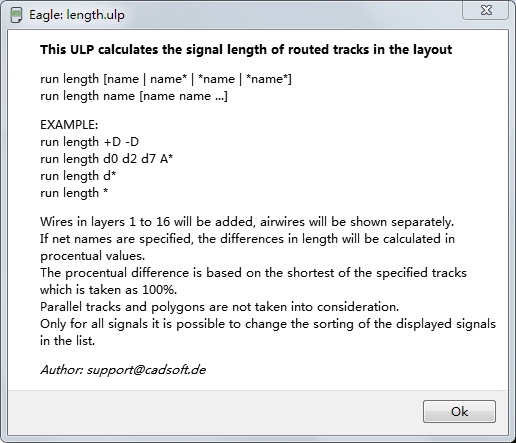 Eagle: length.ulp
This ULP calculates the signal length of routed tracks in the layout
run length [name | name* | *name | *name*]
run length name [name name ...]
EXAMPLE:
run length +D -D
run length d0 d2 d7 A*
run length d*
run length *
Wires in layers 1 to 16 will be added, airwires will be shown separately.
If net names are specified, the differences in length will be calculated in
procentual values.
The procentual difference is based on the shortest of the specified tracks
which is taken as 100%.
Parallel tracks and polygons are not taken into consideration.
Only for all signals it is possible to change the sorting of the displayed signals
in the list.
Author: support@cadsoft.de
Ok